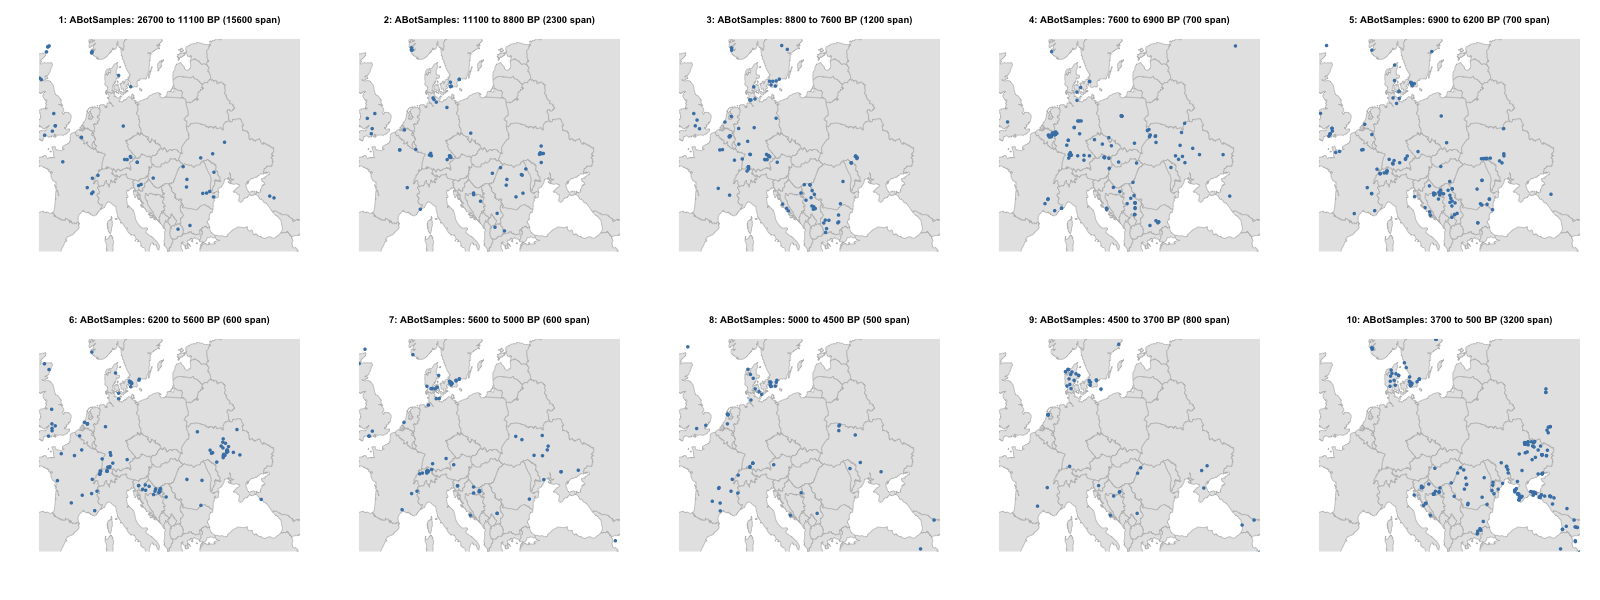 1: ABotSamples: 26700 to 11100 BP (15600 span)
2: ABotSamples: 11100 to 8800 BP (2300 span)
3: ABotSamples: 8800 to 7600 BP (1200 span)
4: ABotSamples: 7600 to 6900 BP (700 span)
5: ABotSamples: 6900 to 6200 BP (700 span)
6: ABotSamples: 6200 to 5600 BP (600 span)
7: ABotSamples: 5600 to 5000 BP (600 span)
8: ABotSamples: 5000 to 4500 BP (500 span)
9: ABotSamples: 4500 to 3700 BP (800 span)
10: ABotSamples: 3700 to 500 BP (3200 span)